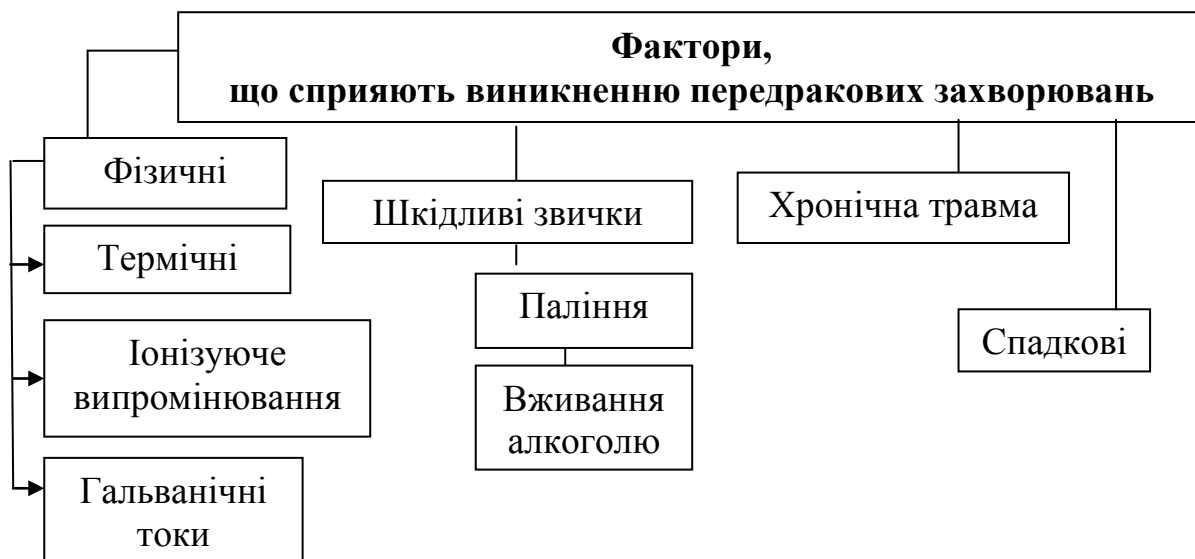 Фактори,
що сприяють виникненню передракових захворювань
Фізичні
Термічні
Іонізуюче
випромінювання
Гальванічні
токи
Шкідливі звички
Паління
Вживання
алкоголю
Хронічна травма
Спадкові